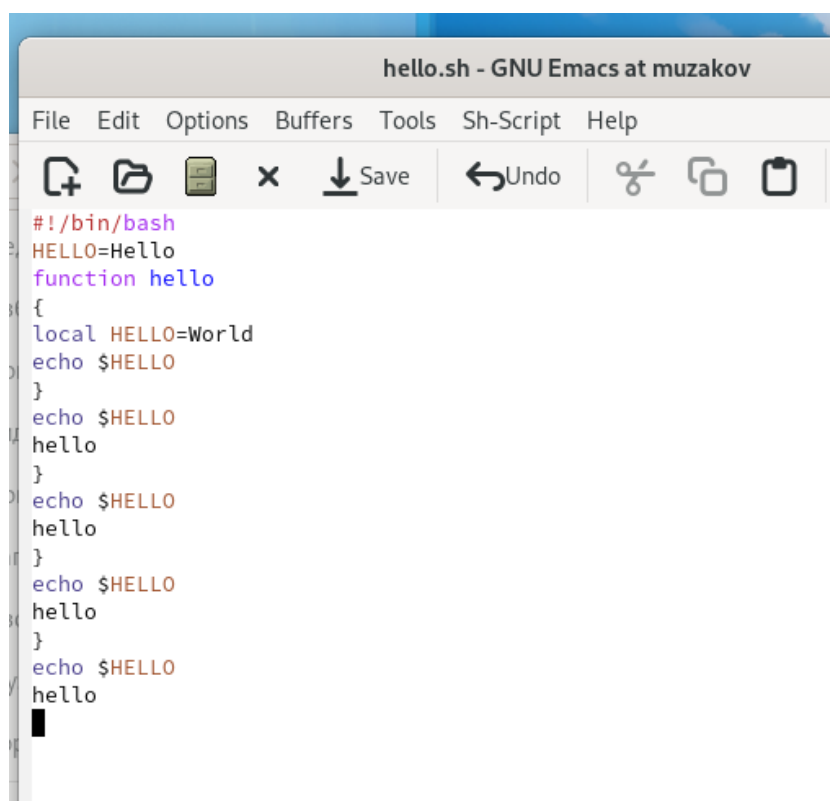 hello.sh - GNU Emacs at muzakov
File Edit Options Buffers Tools Sh-Script Help
Save Undo
#!/bin/bash
HELLO=Hello
function hello
{
local HELLO=World
echo $HELLO
}
echo $HELLO
hello
}
echo $HELLO
hello
}
echo $HELLO
hello
}
echo $HELLO
hello